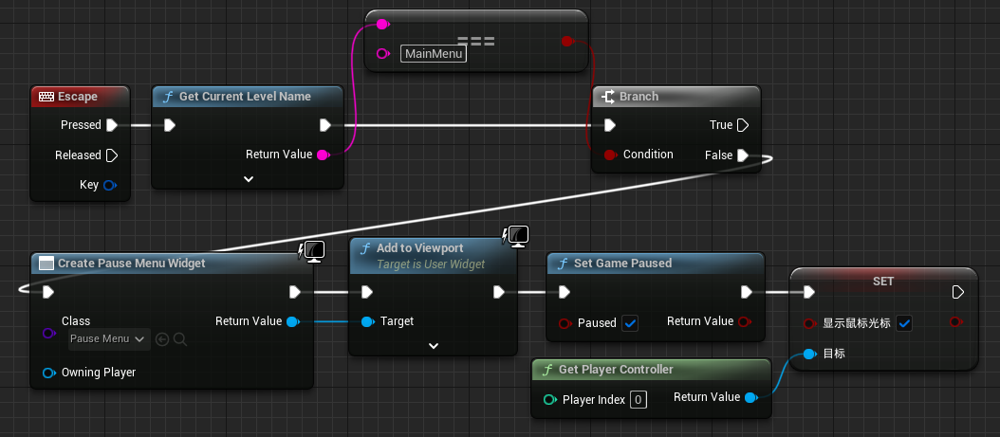 ===
MainMenu
Escape
Pressed
Released
Key
Get Current Level Name
Return Value
Branch
True
Condition
False
Create Pause Menu Widget
Class
Pause Menu
Return Value
Owning Player
Add to Viewport
Target is User Widget
Target
Set Game Paused
Paused
Return Value
SET
显示鼠标光标
目标
Get Player Controller
Player Index
0
Return Value